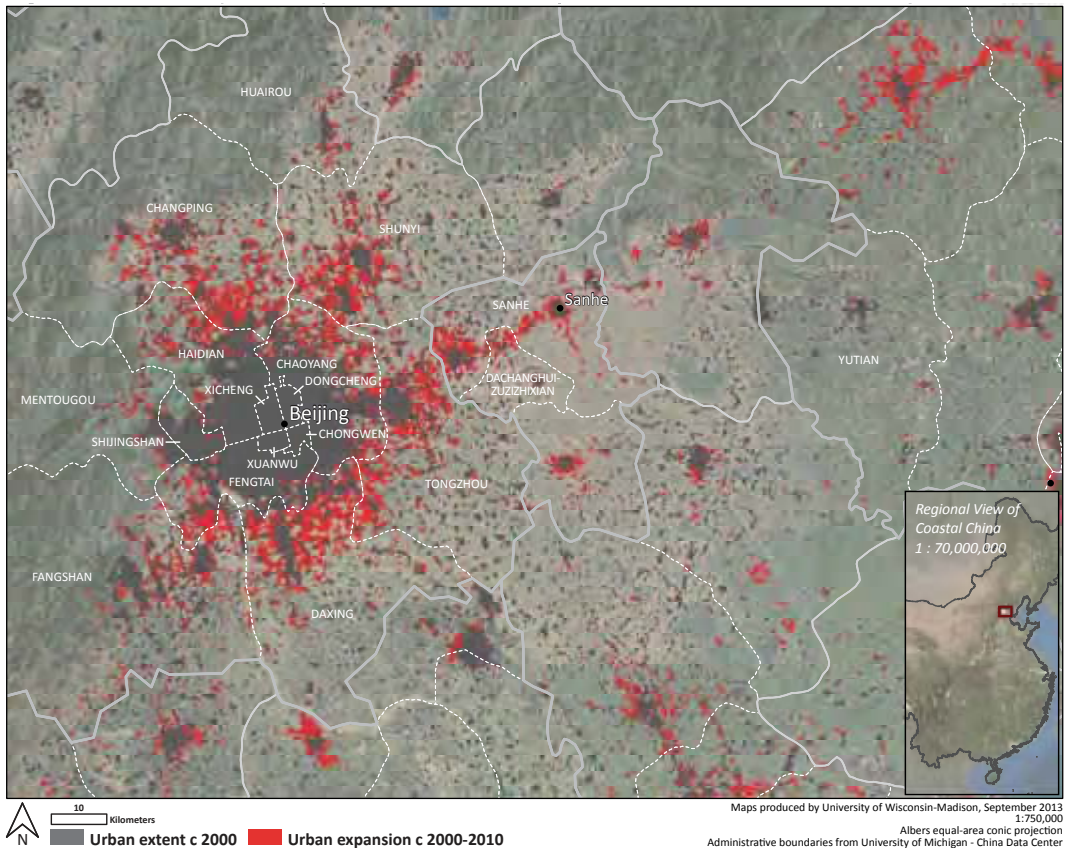 HUAIROU
CHANGPING
SHUNYI
SANHE
Sanhe
HAIDIAN
CHAOYANG
YUTIAN
DACHANGHUI-
ZUZIZHIXIAN
XICHENG
DONGCHENG
MENTOUGOU
Beijing
SHIJINGSHAN
CHONGWEN
XUANWU
FENGTAI
TONGZHOU
Regional View of
Coastal China
1 : 70,000,000
FANGSHAN
DAXING
N
10
Kilometers
Urban extent c 2000
Urban expansion c 2000-2010
Maps produced by University of Wisconsin-Madison, September 2013
1:750,000
Albers equal-area conic projection
Administrative boundaries from University of Michigan - China Data Center